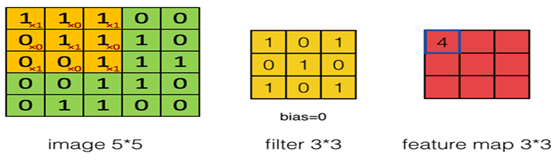 1×1 1×0 1×1 0 0
0×0 1×1 1×0 1 0
0×1 0×0 1×1 1 1
0 0 1 1 0
0 1 1 0 0
image 5*5
1 0 1
0 1 0
1 0 1
bias=0
filter 3*3
4
feature map 3*3